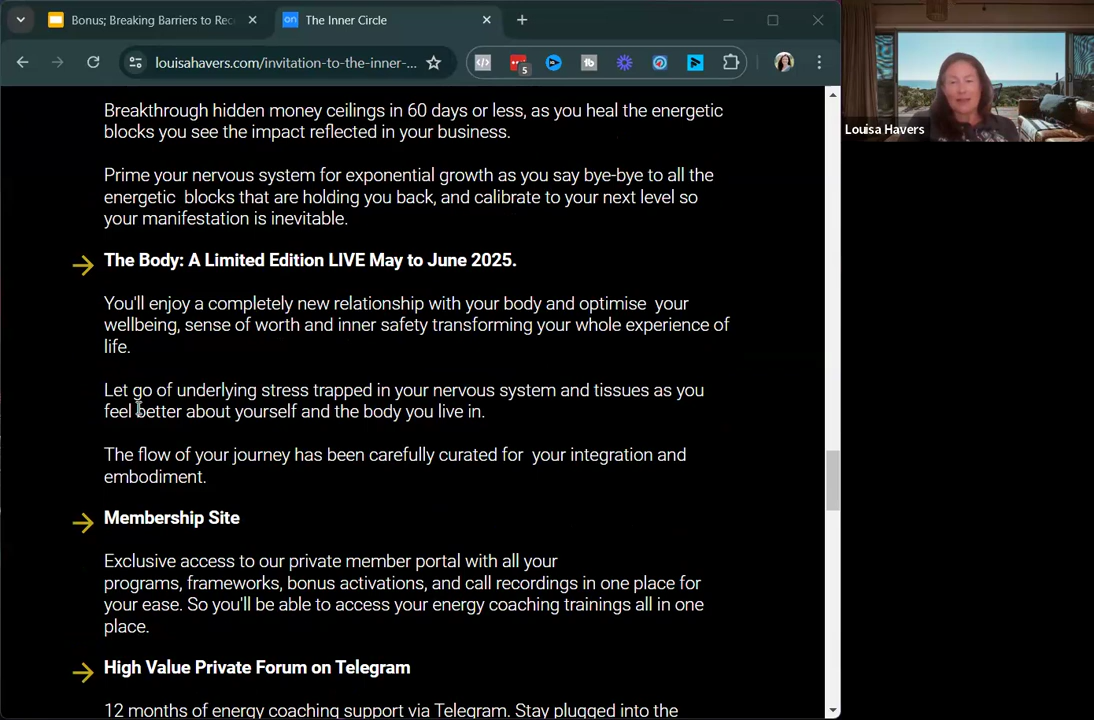 Bonus; Breaking Barriers to Rec
The Inner Circle
louisahavers.com/invitation-to-the-inner-...
5
Louisa Havers
Breakthrough hidden money ceilings in 60 days or less, as you heal the energetic
blocks you see the impact reflected in your business.
Prime your nervous system for exponential growth as you say bye-bye to all the
energetic blocks that are holding you back, and calibrate to your next level so
your manifestation is inevitable.
The Body: A Limited Edition LIVE May to June 2025.
You'll enjoy a completely new relationship with your body and optimise your
wellbeing, sense of worth and inner safety transforming your whole experience of
life.
Let go of underlying stress trapped in your nervous system and tissues as you
feel better about yourself and the body you live in.
The flow of your journey has been carefully curated for your integration and
embodiment.
Membership Site
Exclusive access to our private member portal with all your
programs, frameworks, bonus activations, and call recordings in one place for
your ease. So you'll be able to access your energy coaching trainings all in one
place.
High Value Private Forum on Telegram
12 months of energy coaching support via Telegram. Stay plugged into the